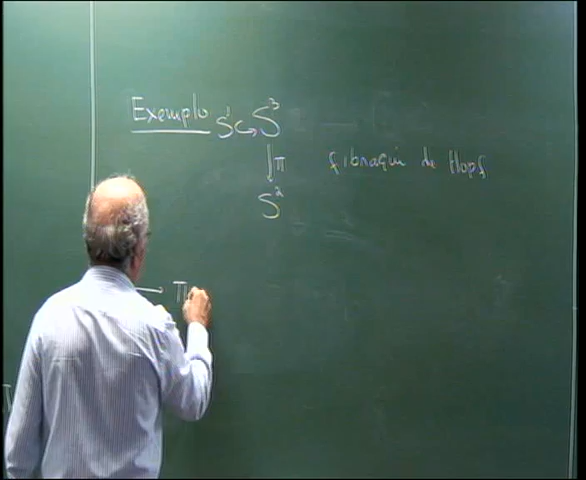 Exemplo S¹ ↪ S³
↓ π fibração de Hopf
S²
→ π